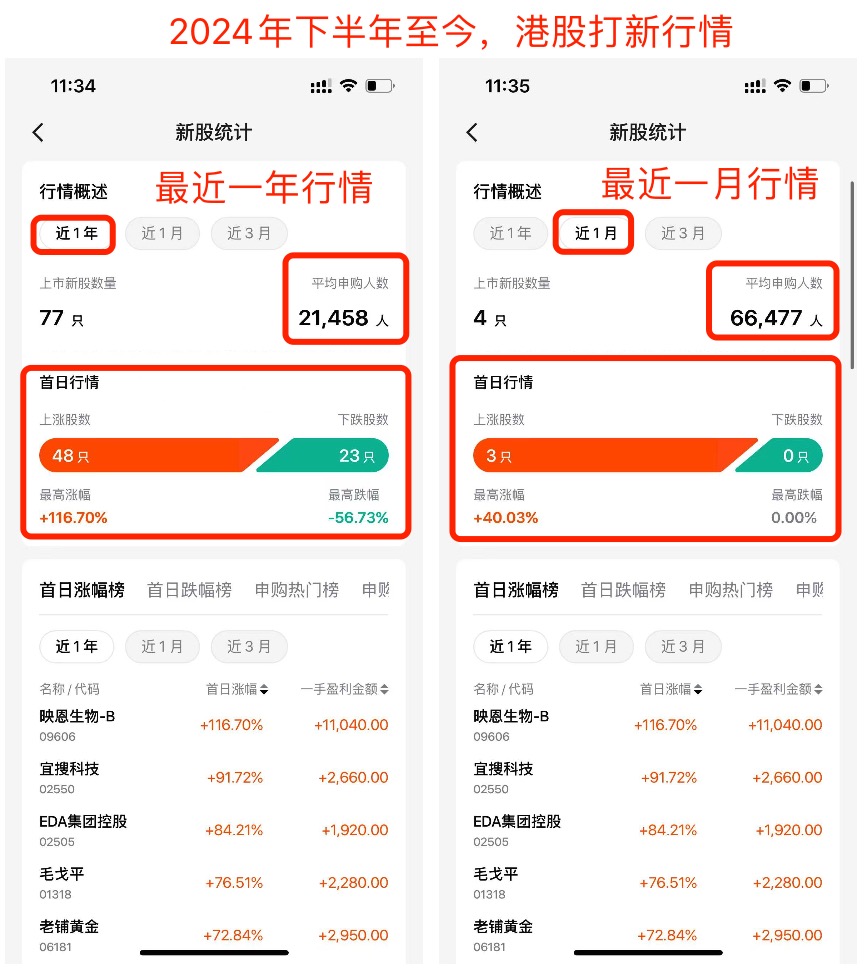 2024年下半年至今，港股打新行情
11:34
新股统计
行情概述
最近一年行情
近1年
近1月
近3月
上市新股数量
平均申购人数
77 只
21,458 人
首日行情
上涨股数
下跌股数
48 只
23 只
最高涨幅
最高跌幅
+116.70%
-56.73%
首日涨幅榜
首日跌幅榜
申购热门榜
申购
近1年
近1月
近3月
名称/代码
首日涨幅
一手盈利金额
映恩生物-B
09606
+116.70%
+11,040.00
宜搜科技
02550
+91.72%
+2,660.00
EDA集团控股
02505
+84.21%
+1,920.00
毛戈平
01318
+76.51%
+2,280.00
老铺黄金
06181
+72.84%
+2,950.00
11:35
新股统计
行情概述
最近一月行情
近1年
近1月
近3月
上市新股数量
平均申购人数
4 只
66,477 人
首日行情
上涨股数
下跌股数
3 只
0 只
最高涨幅
最高跌幅
+40.03%
0.00%
首日涨幅榜
首日跌幅榜
申购热门榜
申购
近1年
近1月
近3月
名称/代码
首日涨幅
一手盈利金额
映恩生物-B
09606
+116.70%
+11,040.00
宜搜科技
02550
+91.72%
+2,660.00
EDA集团控股
02505
+84.21%
+1,920.00
毛戈平
01318
+76.51%
+2,280.00
老铺黄金
06181
+72.84%
+2,950.00